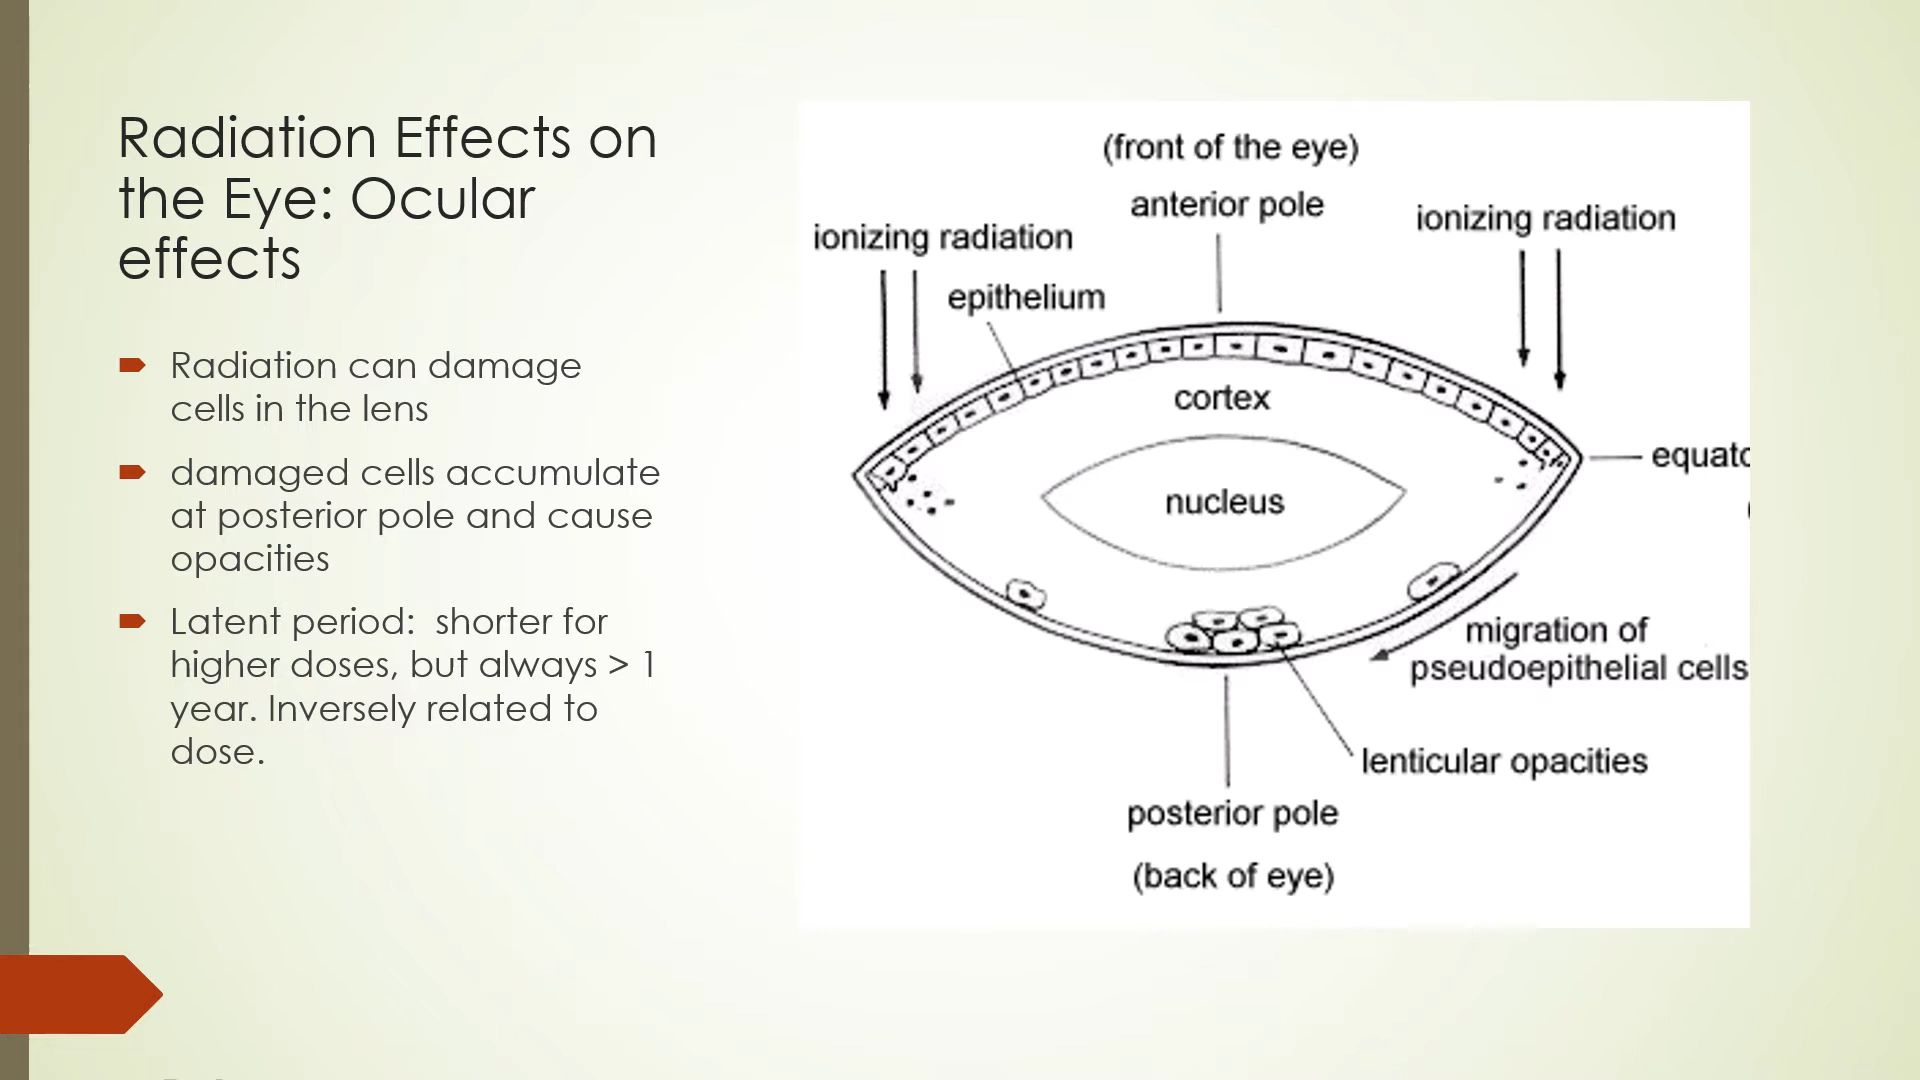 Radiation Effects on
the Eye: Ocular
effects
Radiation can damage
cells in the lens
damaged cells accumulate
at posterior pole and cause
opacities
Latent period:  shorter for
higher doses, but always > 1
year. Inversely related to
dose.
(front of the eye)
anterior pole
ionizing radiation
ionizing radiation
epithelium
cortex
equato
nucleus
migration of
pseudoepithelial cells
lenticular opacities
posterior pole
(back of eye)